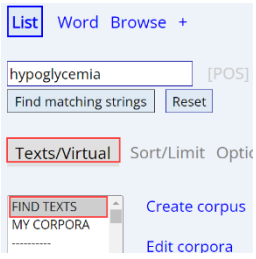 List Word Browse +
hypoglycemia [POS]
Find matching strings Reset
Texts/Virtual Sort/Limit Optic
FIND TEXTS Create corpus
MY CORPORA
---------- Edit corpora